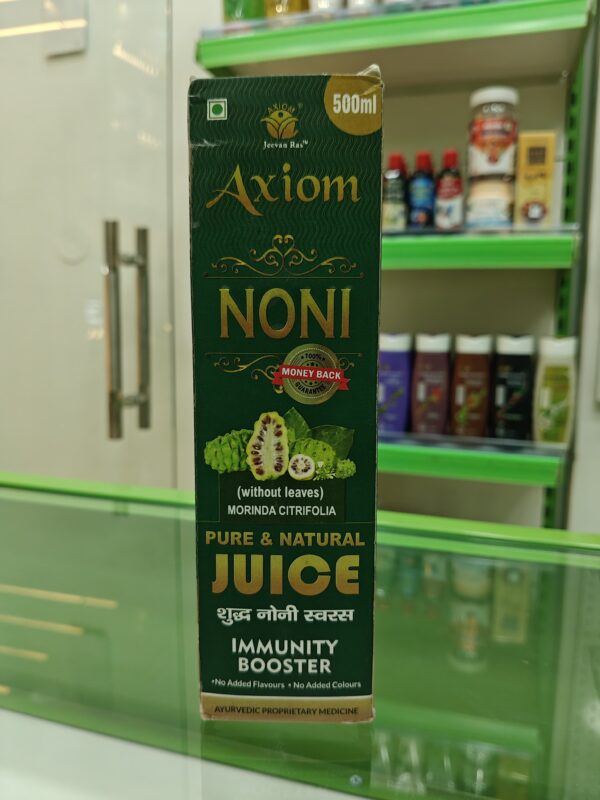 500ml
AXIOM
Jeevan Ras™
Axiom
NONI
100%
MONEY BACK
GUARANTEE
(without leaves)
MORINDA CITRIFOLIA
PURE & NATURAL
JUICE
शुद्ध नोनी स्वरस
IMMUNITY
BOOSTER
•No Added Flavours • No Added Colours
AYURVEDIC PROPRIETARY MEDICINE